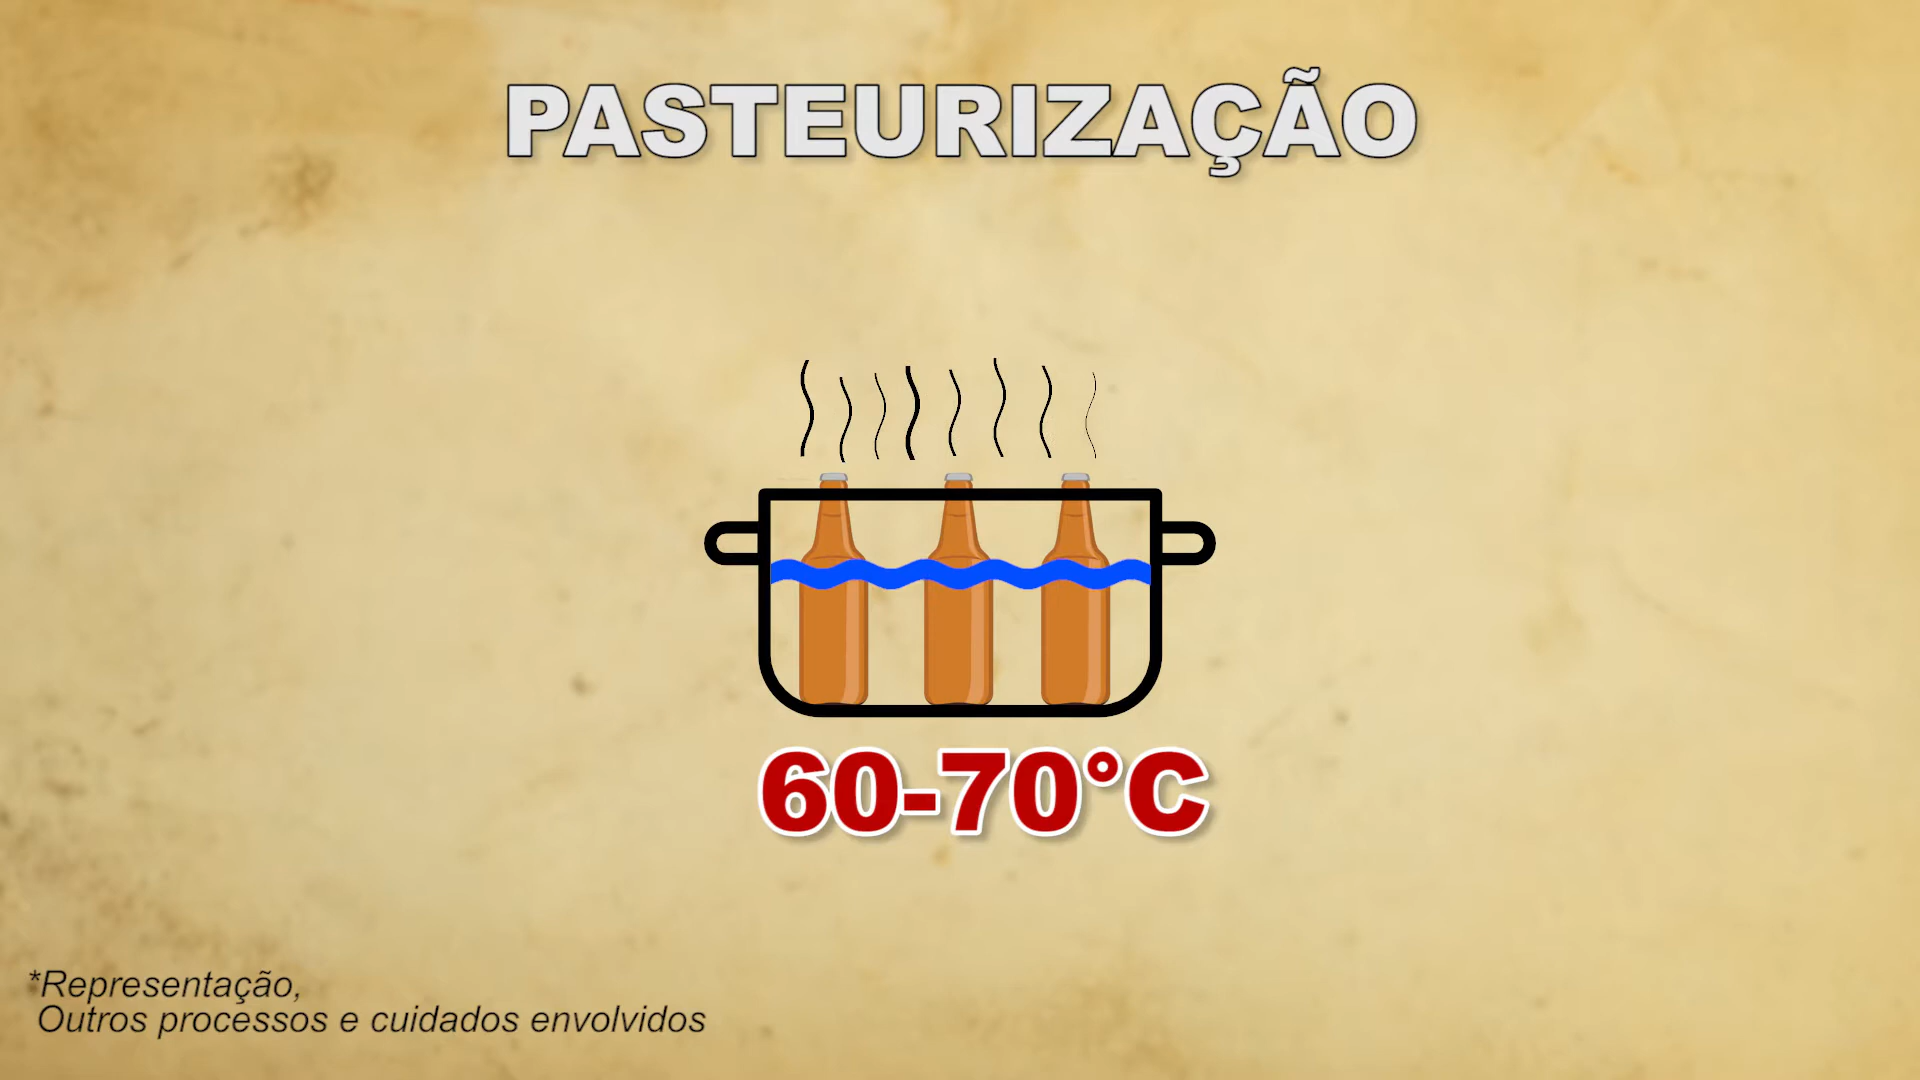 PASTEURIZAÇÃO
60-70°C
*Representação,
Outros processos e cuidados envolvidos